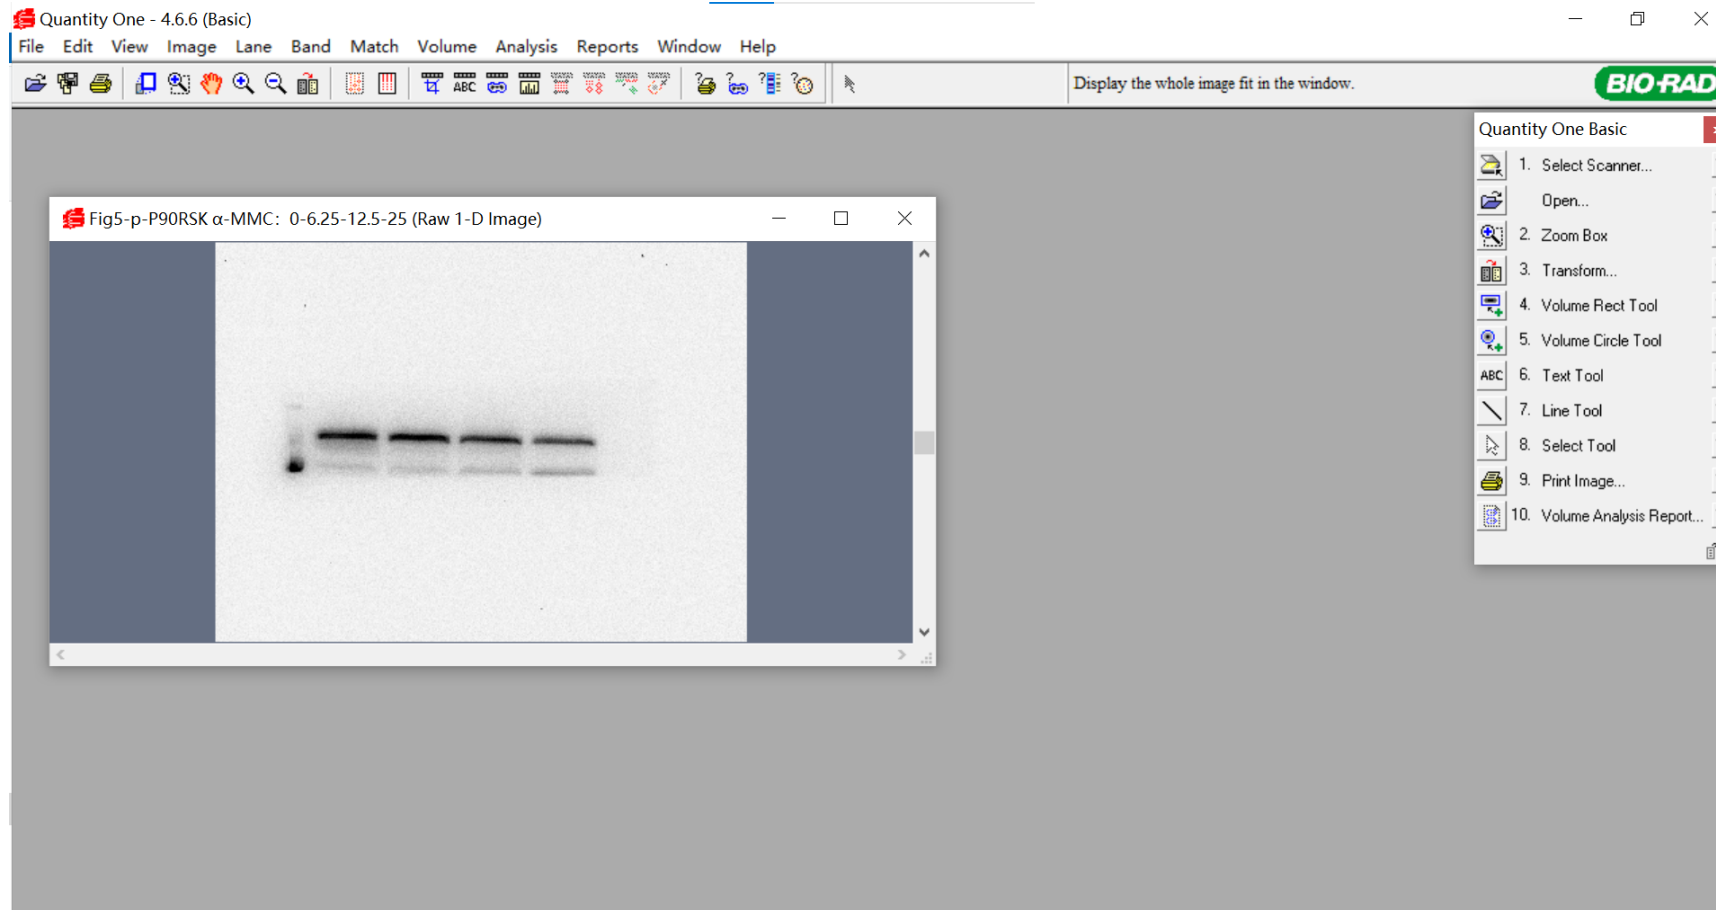 Quantity One - 4.6.6 (Basic)
File Edit View Image Lane Band Match Volume Analysis Reports Window Help
ABC
Display the whole image fit in the window.
BIO-RAD
Quantity One Basic
1. Select Scanner...
Open...
2. Zoom Box
3. Transform...
4. Volume Rect Tool
5. Volume Circle Tool
ABC 6. Text Tool
7. Line Tool
8. Select Tool
9. Print Image...
10. Volume Analysis Report...
Fig5-p-P90RSK α-MMC：0-6.25-12.5-25 (Raw 1-D Image)